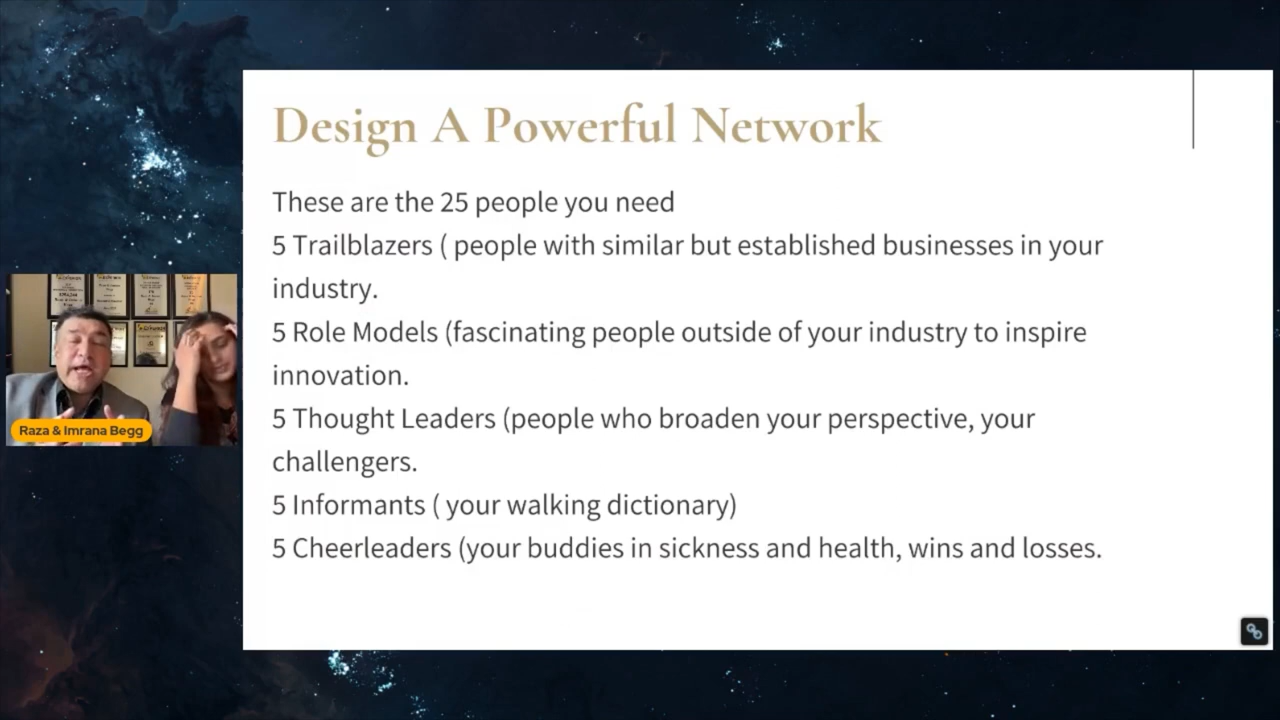 Design A Powerful Network
These are the 25 people you need
5 Trailblazers ( people with similar but established businesses in your
industry.
5 Role Models (fascinating people outside of your industry to inspire
innovation.
5 Thought Leaders (people who broaden your perspective, your
challengers.
5 Informants ( your walking dictionary)
5 Cheerleaders (your buddies in sickness and health, wins and losses.
Raza & Imrana Begg